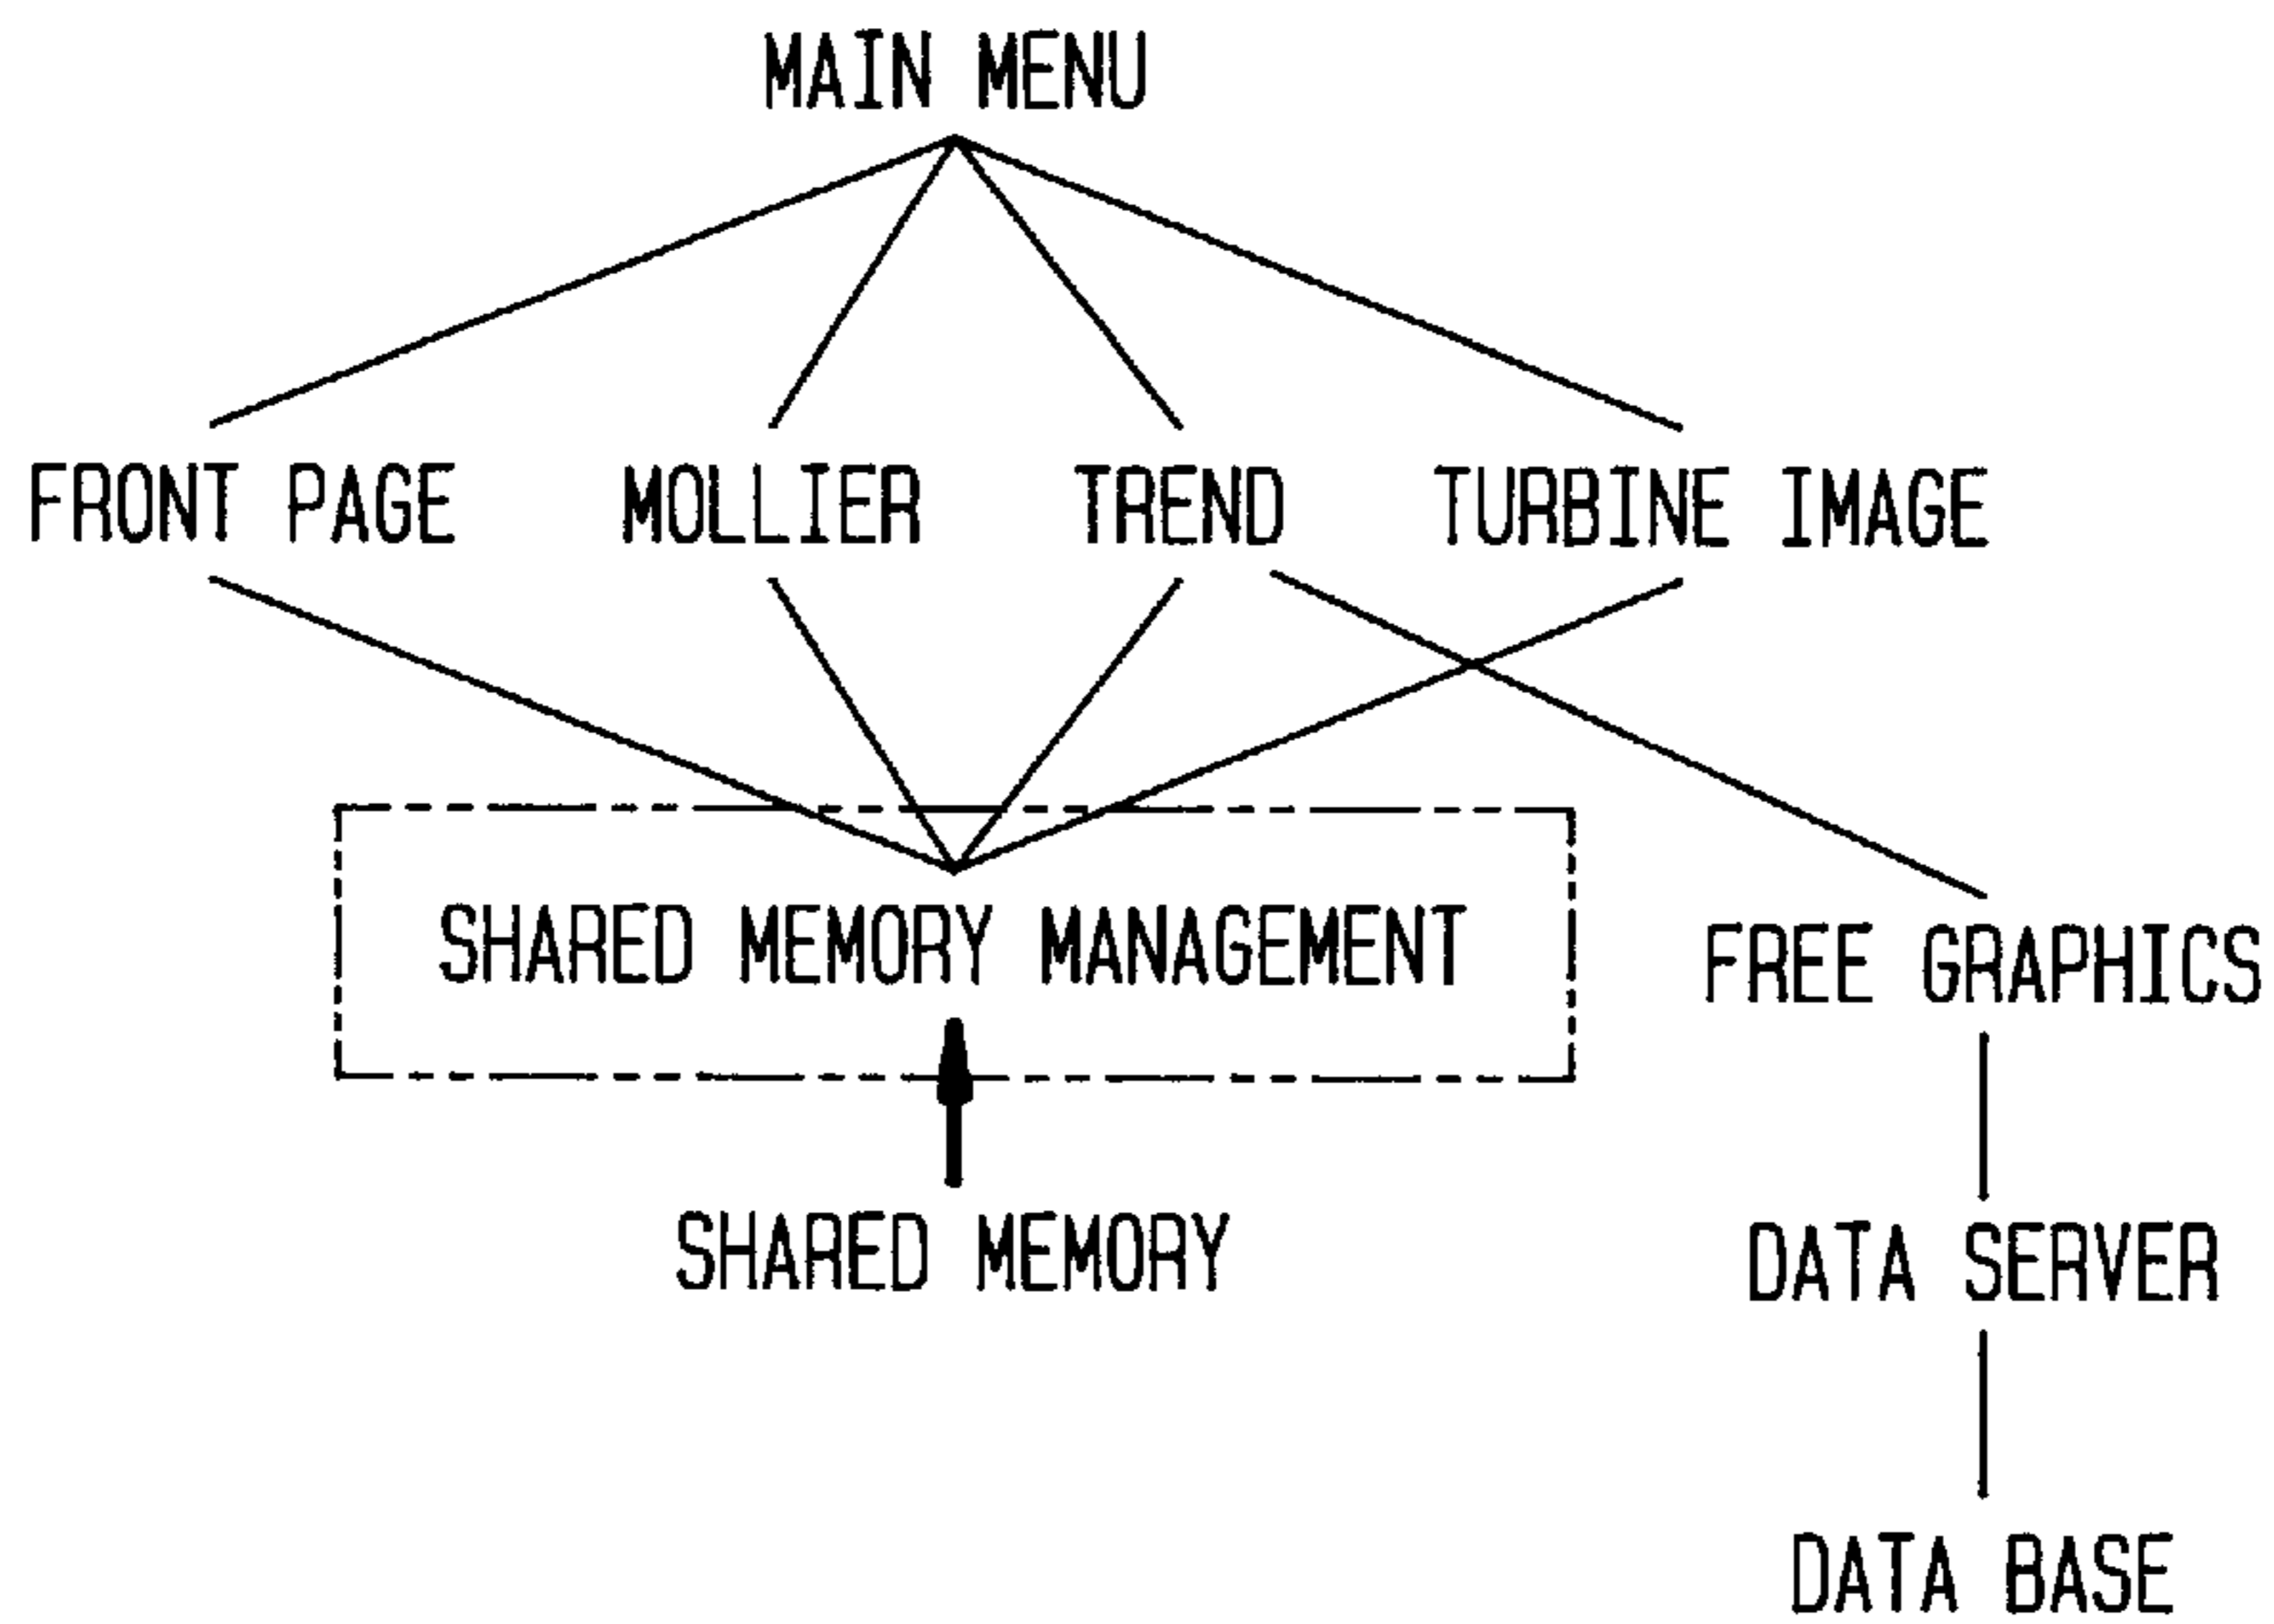 MAIN MENU
FRONT PAGE MOLLIER TREND TURBINE IMAGE
SHARED MEMORY MANAGEMENT
FREE GRAPHICS
SHARED MEMORY
DATA SERVER
DATA BASE